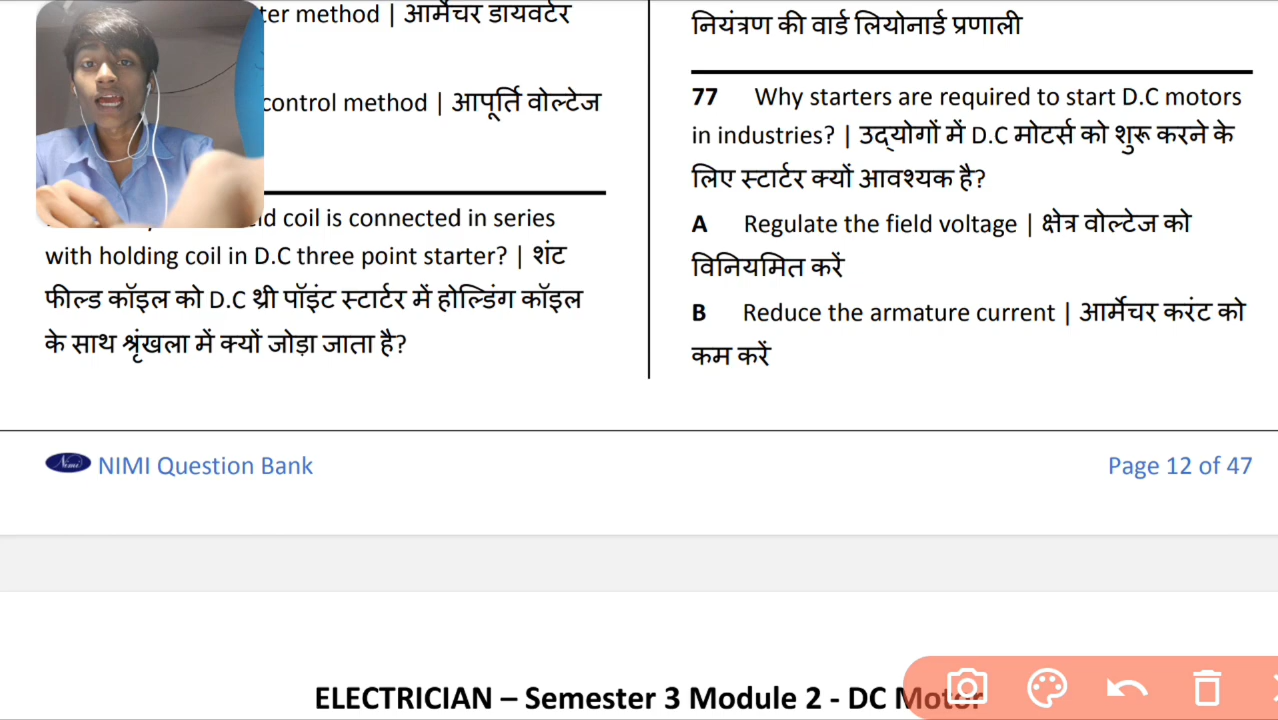 ter method | आर्मेचर डायवर्टर
control method | आपूर्ति वोल्टेज
coil is connected in series
with holding coil in D.C three point starter? | शंट
फील्ड कॉइल को D.C थ्री पॉइंट स्टार्टर में होल्डिंग कॉइल
के साथ श्रृंखला में क्यों जोड़ा जाता है?
नियंत्रण की वार्ड लियोनार्ड प्रणाली
77 Why starters are required to start D.C motors
in industries? | उद्योगों में D.C मोटर्स को शुरू करने के
लिए स्टार्टर क्यों आवश्यक है?
A Regulate the field voltage | क्षेत्र वोल्टेज को
विनियमित करें
B Reduce the armature current | आर्मेचर करंट को
कम करें
Nimi NIMI Question Bank
Page 12 of 47
ELECTRICIAN – Semester 3 Module 2 - DC Motor